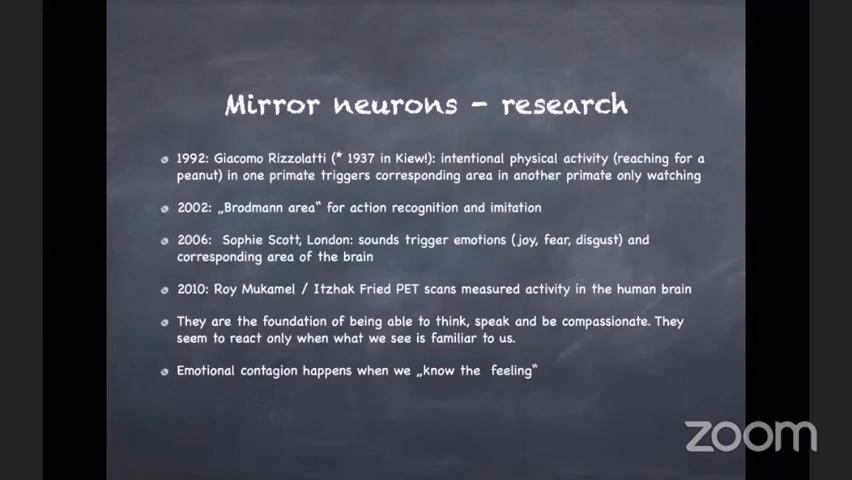 Mirror neurons - research
1992: Giacomo Rizzolatti (* 1937 in Kiew!): intentional physical activity (reaching for a
peanut) in one primate triggers corresponding area in another primate only watching
2002: „Brodmann area“ for action recognition and imitation
2006:  Sophie Scott, London: sounds trigger emotions (joy, fear, disgust) and
corresponding area of the brain
2010: Roy Mukamel / Itzhak Fried PET scans measured activity in the human brain
They are the foundation of being able to think, speak and be compassionate. They
seem to react only when what we see is familiar to us.
Emotional contagion happens when we „know the  feeling“
zoom